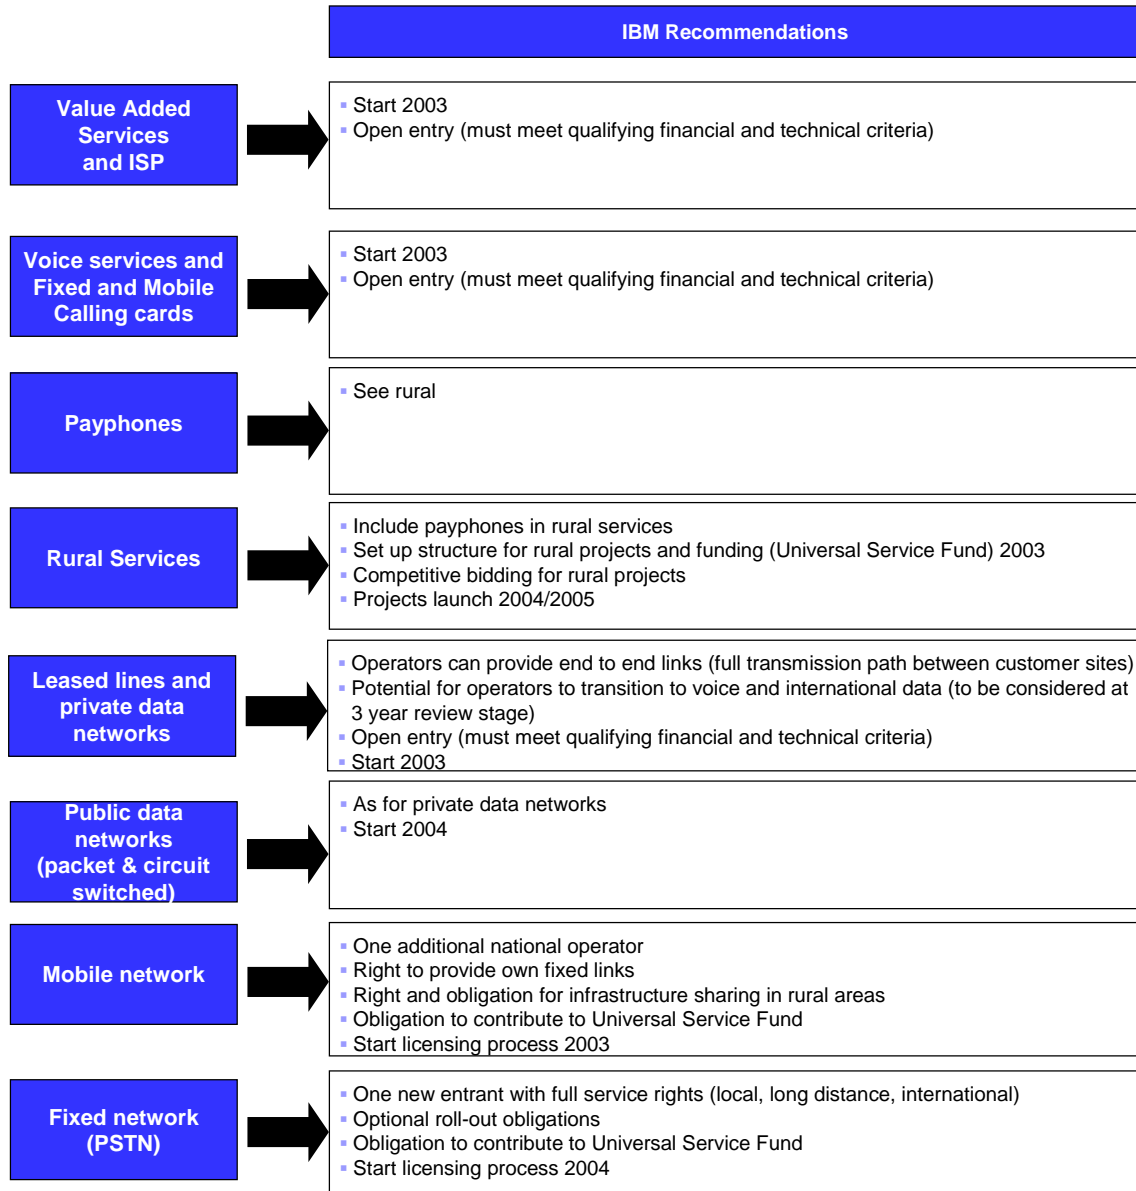 IBM Recommendations
Value Added
Services
and ISP
Start 2003
Open entry (must meet qualifying financial and technical criteria)
Voice services and
Fixed and Mobile
Calling cards
Start 2003
Open entry (must meet qualifying financial and technical criteria)
Payphones
See rural
Rural Services
Include payphones in rural services
Set up structure for rural projects and funding (Universal Service Fund) 2003
Competitive bidding for rural projects
Projects launch 2004/2005
Leased lines and
private data
networks
Operators can provide end to end links (full transmission path between customer sites)
Potential for operators to transition to voice and international data (to be considered at
3 year review stage)
Open entry (must meet qualifying financial and technical criteria)
Start 2003
Public data
networks
(packet & circuit
switched)
As for private data networks
Start 2004
Mobile network
One additional national operator
Right to provide own fixed links
Right and obligation for infrastructure sharing in rural areas
Obligation to contribute to Universal Service Fund
Start licensing process 2003
Fixed network
(PSTN)
One new entrant with full service rights (local, long distance, international)
Optional roll-out obligations
Obligation to contribute to Universal Service Fund
Start licensing process 2004